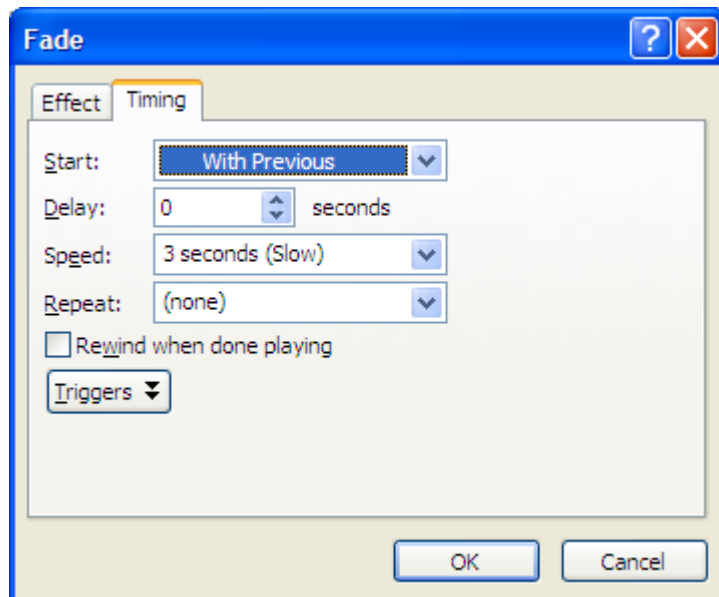 Fade
Effect Timing
Start: With Previous
Delay: 0 seconds
Speed: 3 seconds (Slow)
Repeat: (none)
Rewind when done playing
Triggers
OK Cancel